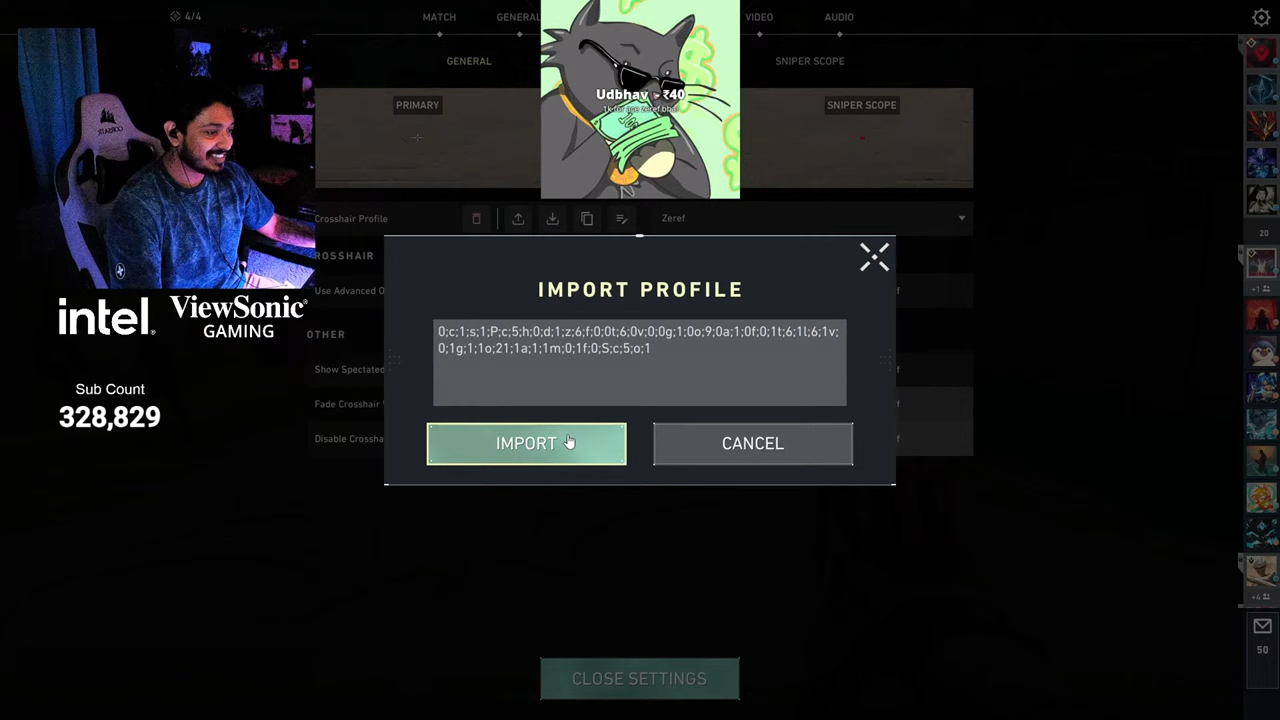 4/4
MATCH
GENERAL
VIDEO
AUDIO
GENERAL
SNIPER SCOPE
PRIMARY
SNIPER SCOPE
Udbhav - ₹40
Crosshair Profile
Zeref
20
IMPORT PROFILE
ROSSHAIR
Use Advanced O
+1
0;c;1;s;1;P;c;5;h;0;d;1;z;6;f;0;0t;6;0v;0;0g;1;0o;9;0a;1;0f;0;1t;6;1l;6;1v;
0;1g;1;1o;21;1a;1;1m;0;1f;0;S;c;5;o;1
intel.
ViewSonic
GAMING
OTHER
Show Spectated
Fade Crosshair
Disable Crossha
Sub Count
328,829
IMPORT
CANCEL
+4
50
CLOSE SETTINGS